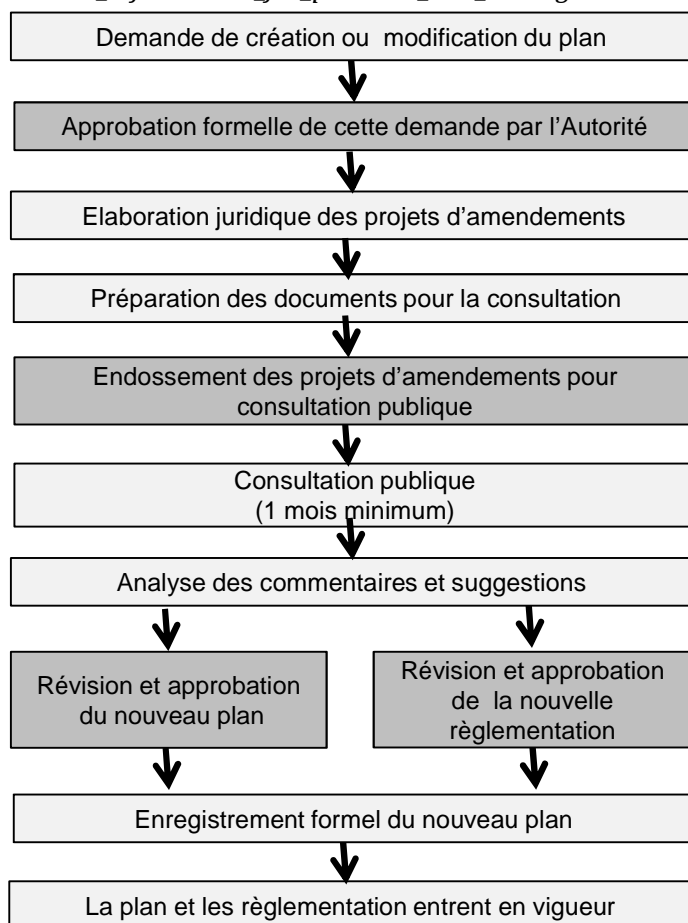 Demande de création ou modification du plan
Approbation formelle de cette demande par l'Autorité
Elaboration juridique des projets d'amendements
Préparation des documents pour la consultation
Endossement des projets d'amendements pour
consultation publique
Consultation publique
(1 mois minimum)
Analyse des commentaires et suggestions
Révision et approbation
du nouveau plan
Révision et approbation
de la nouvelle
règlementation
Enregistrement formel du nouveau plan
La plan et les règlementation entrent en vigueur